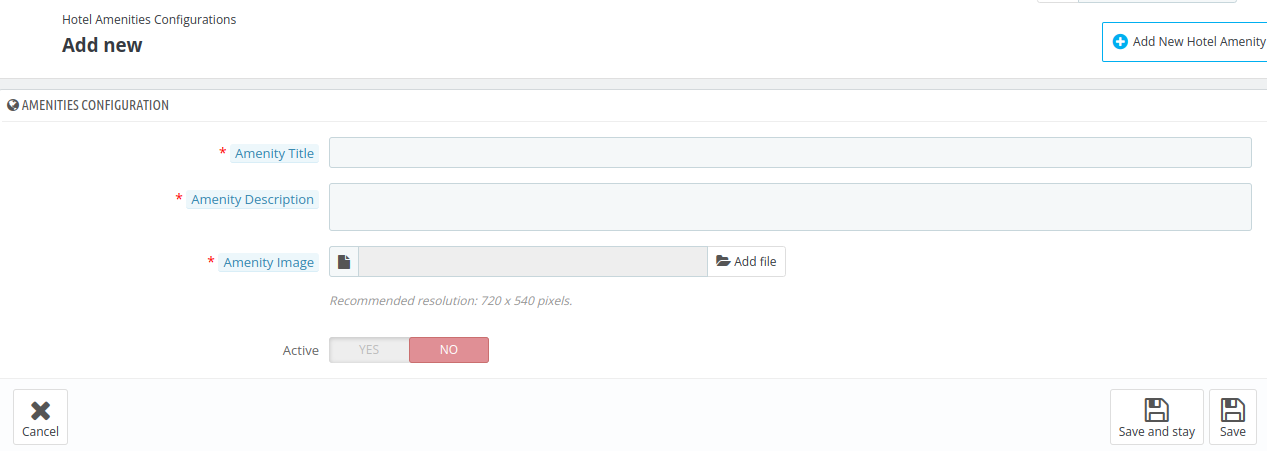 Hotel Amenities Configurations
Add new
Add New Hotel Amenity
AMENITIES CONFIGURATION
* Amenity Title
* Amenity Description
* Amenity Image
Add file
Recommended resolution: 720 x 540 pixels.
Active
YES
NO
Cancel
Save and stay
Save